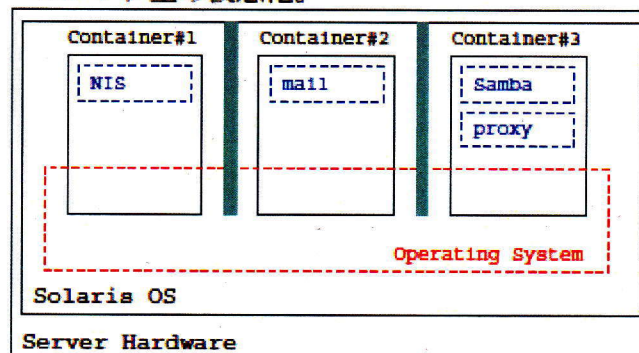 Container#1 Container#2 Container#3
NIS mail Samba
proxy
Operating System
Solaris OS
Server Hardware